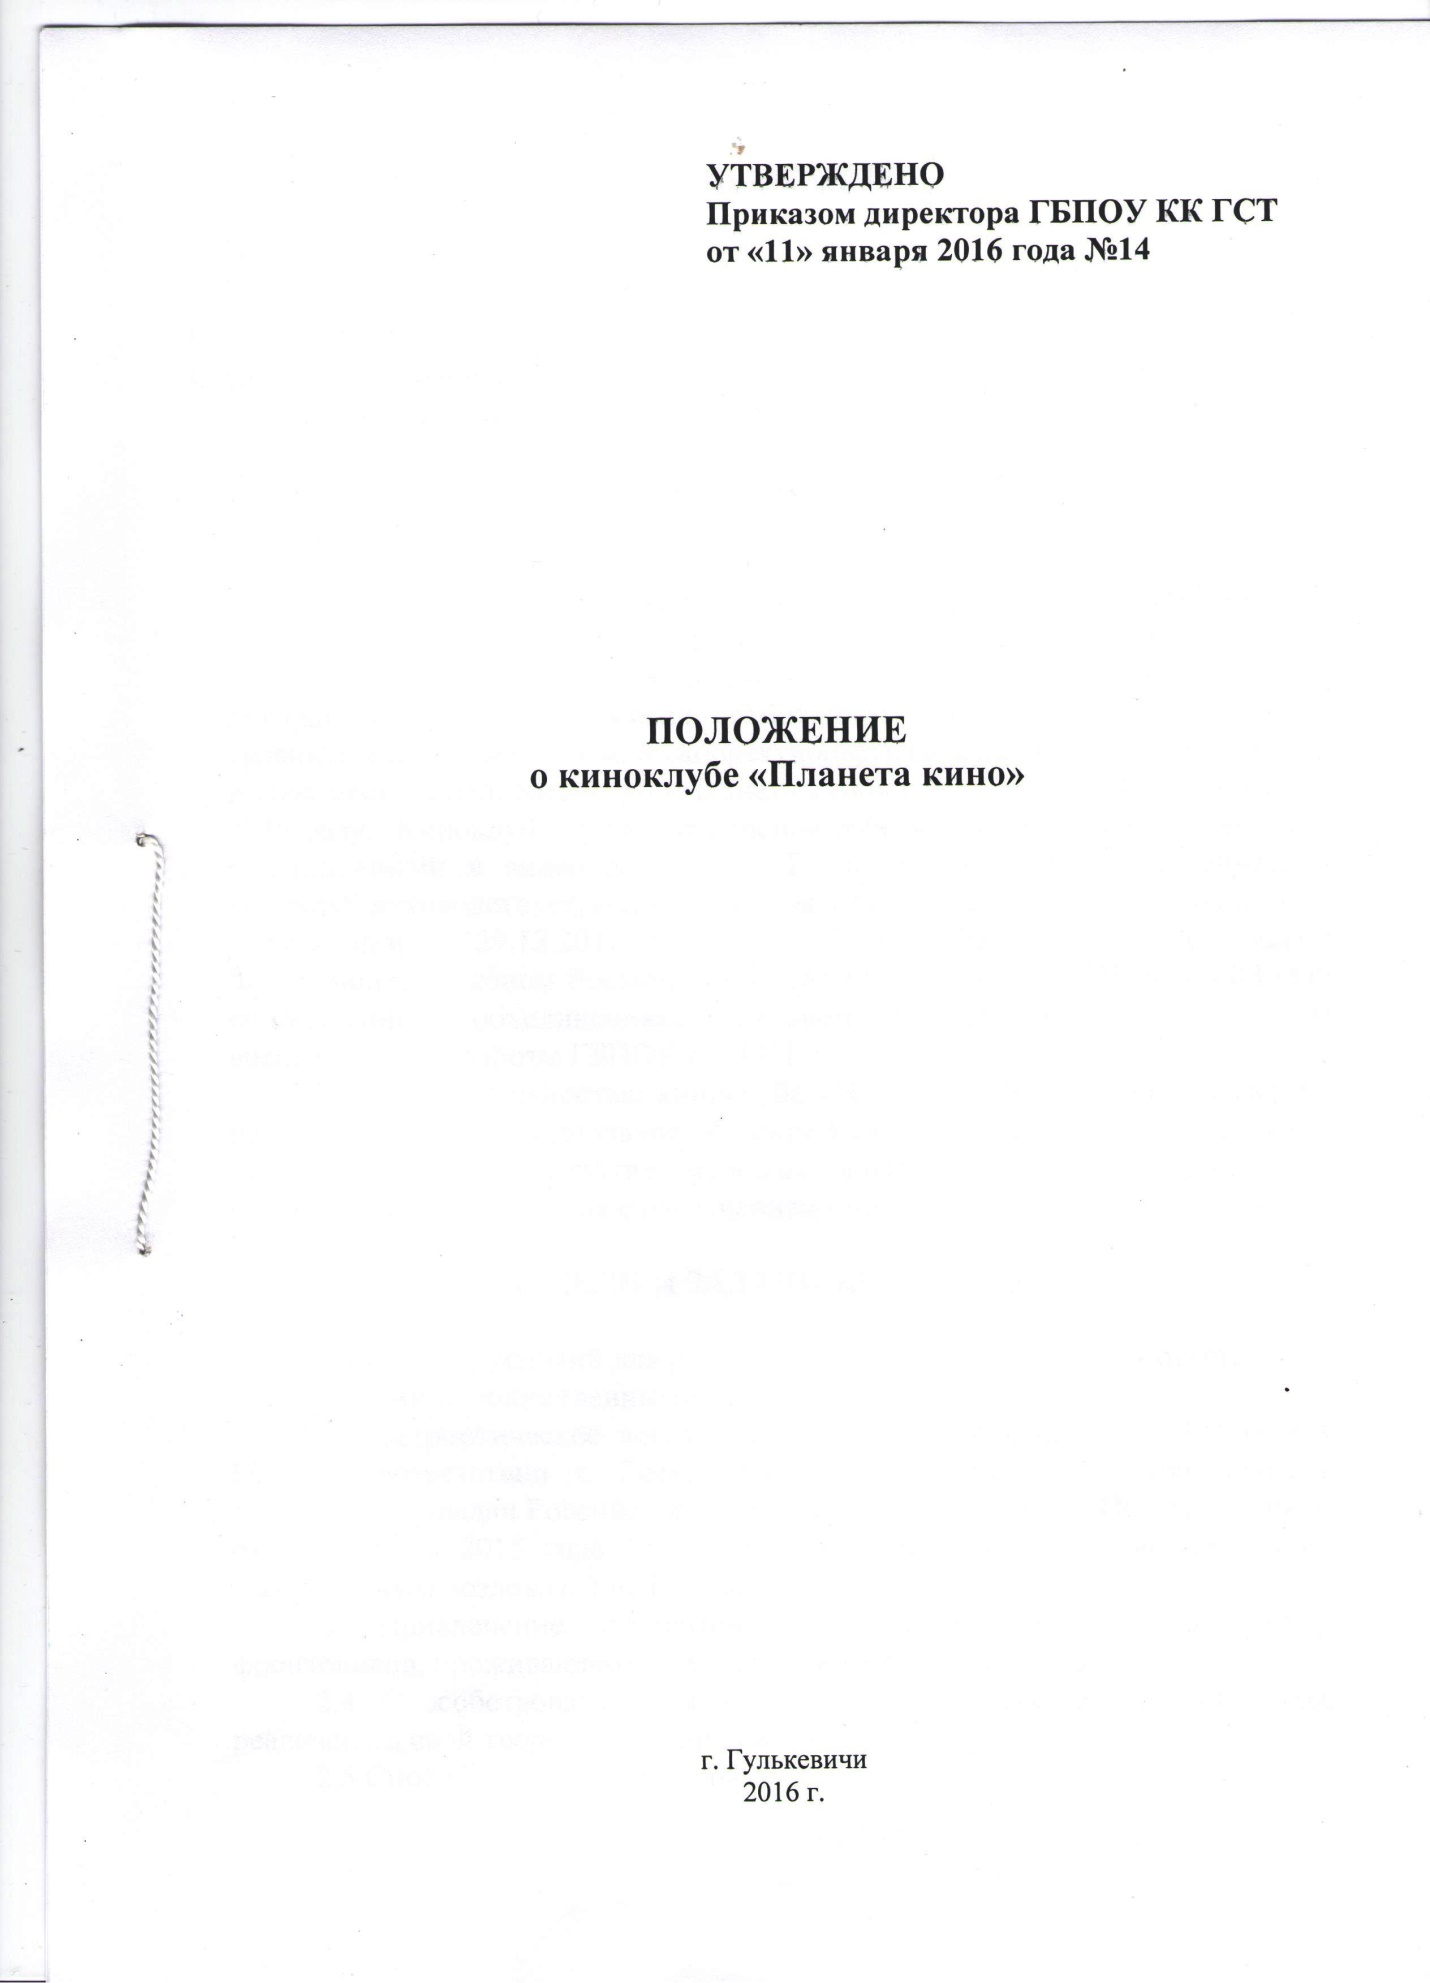 УТВЕРЖДЕНО
Приказом директора ГБПОУ КК ГСТ
от «11» января 2016 года №14
ПОЛОЖЕНИЕ
о киноклубе «Планета кино»
г. Гулькевичи
2016 г.